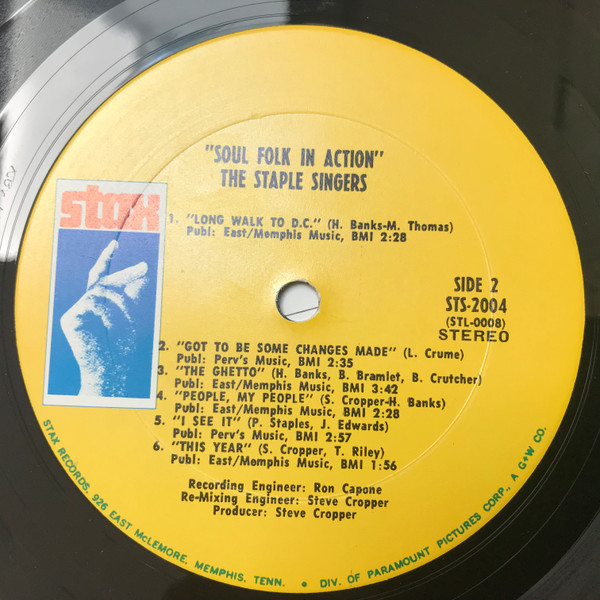 "SOUL FOLK IN ACTION"
THE STAPLE SINGERS
stax
1. "LONG WALK TO D.C." (H. Banks-M. Thomas)
Publ: East/Memphis Music, BMI 2:28
SIDE 2
STS-2004
(STL-0008)
STEREO
2. "GOT TO BE SOME CHANGES MADE" (L. Crume)
Publ: Perv's Music, BMI 2:35
3. "THE GHETTO" (H. Banks, B. Bramlet, B. Crutcher)
Publ: East/Memphis Music, BMI 3:42
4. "PEOPLE, MY PEOPLE" (S. Cropper-H. Banks)
Publ: East/Memphis Music, BMI 2:28
5. "I SEE IT" (P. Staples, J. Edwards)
Publ: Perv's Music, BMI 2:57
6. "THIS YEAR" (S. Cropper, T. Riley)
Publ: East/Memphis Music, BMI 1:56
Recording Engineer: Ron Capone
Re-Mixing Engineer: Steve Cropper
Producer: Steve Cropper
STAX RECORDS, 926 EAST McLEMORE, MEMPHIS, TENN. • DIV. OF PARAMOUNT PICTURES CORP., A G+W CO.